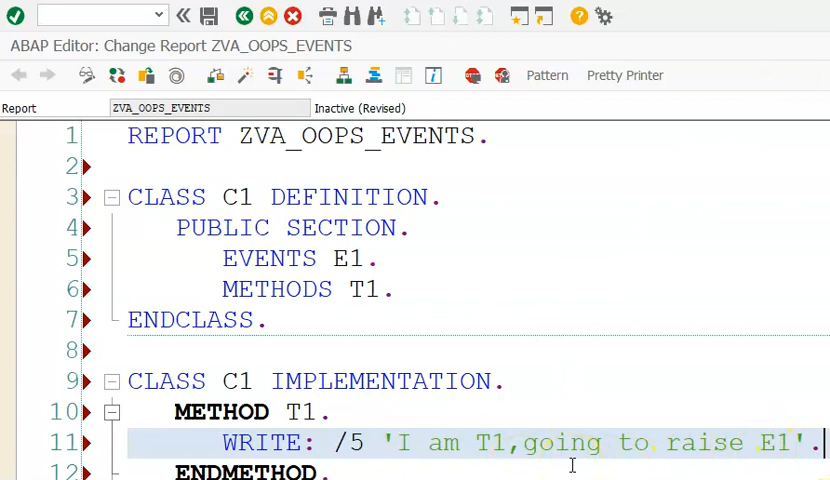 ABAP Editor: Change Report ZVA_OOPS_EVENTS
Pattern Pretty Printer
Report ZVA_OOPS_EVENTS Inactive (Revised)
1 REPORT ZVA_OOPS_EVENTS.
2
3 CLASS C1 DEFINITION.
4 PUBLIC SECTION.
5 EVENTS E1.
6 METHODS T1.
7 ENDCLASS.
8
9 CLASS C1 IMPLEMENTATION.
10 METHOD T1.
11 WRITE: /5 'I am T1,going to raise E1'.
12 ENDMETHOD.